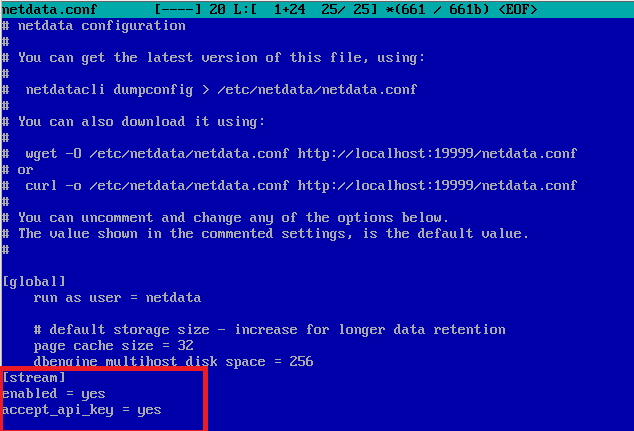 netdata.conf [----] 20 L:[ 1+24 25/ 25] *(661 / 661b) <EOF>
# netdata configuration
#
# You can get the latest version of this file, using:
#
#  netdatacli dumpconfig > /etc/netdata/netdata.conf
#
# You can also download it using:
#
#  wget -O /etc/netdata/netdata.conf http://localhost:19999/netdata.conf
# or
#  curl -o /etc/netdata/netdata.conf http://localhost:19999/netdata.conf
#
# You can uncomment and change any of the options below.
# The value shown in the commented settings, is the default value.
#
[global]
    run as user = netdata
    # default storage size - increase for longer data retention
    page cache size = 32
    dbengine multihost disk space = 256
[stream]
enabled = yes
accept_api_key = yes